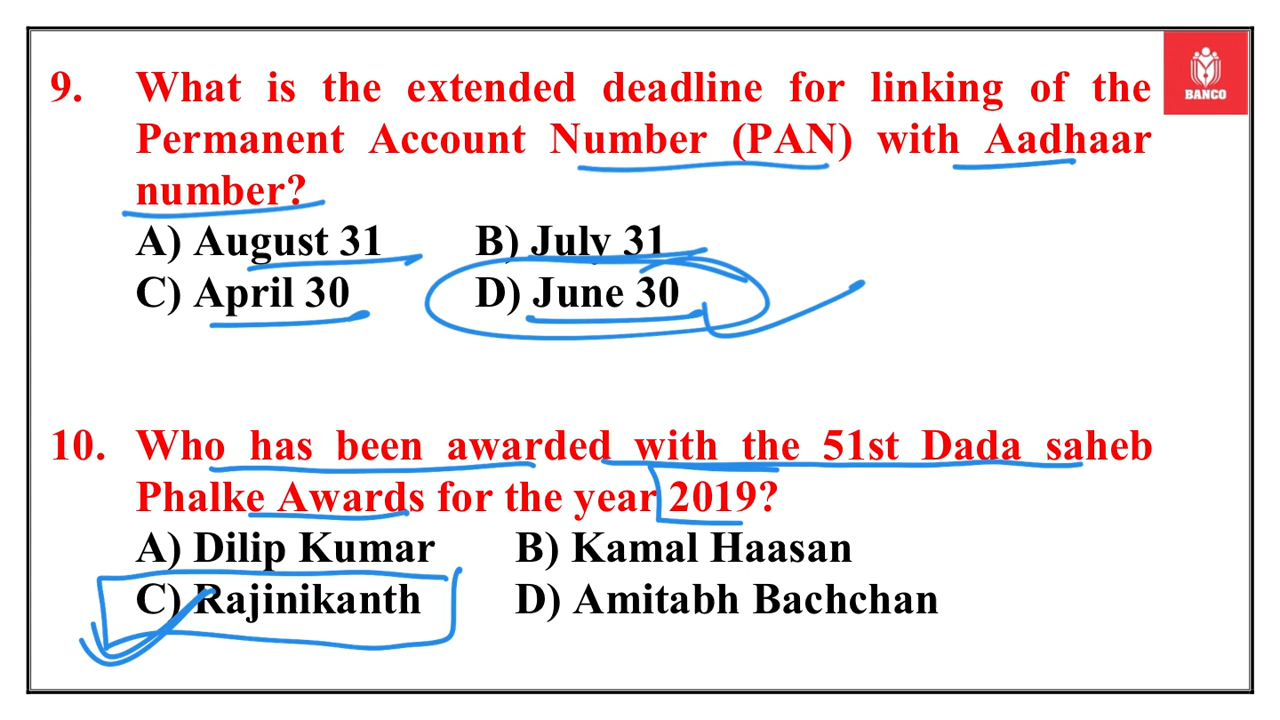 BANCO
9. What is the extended deadline for linking of the
Permanent Account Number (PAN) with Aadhaar
number?
A) August 31 B) July 31
C) April 30 D) June 30
10. Who has been awarded with the 51st Dada saheb
Phalke Awards for the year 2019?
A) Dilip Kumar B) Kamal Haasan
C) Rajinikanth D) Amitabh Bachchan